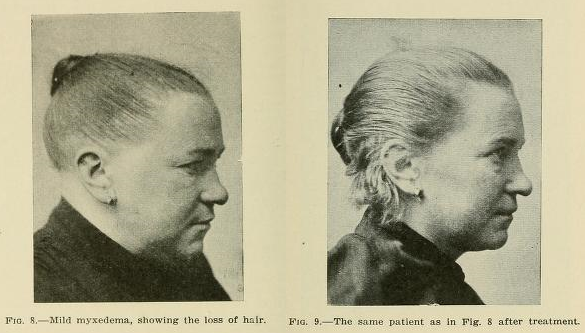 FIG. 8.—Mild myxedema, showing the loss of hair.
FIG. 9.—The same patient as in Fig. 8 after treatment